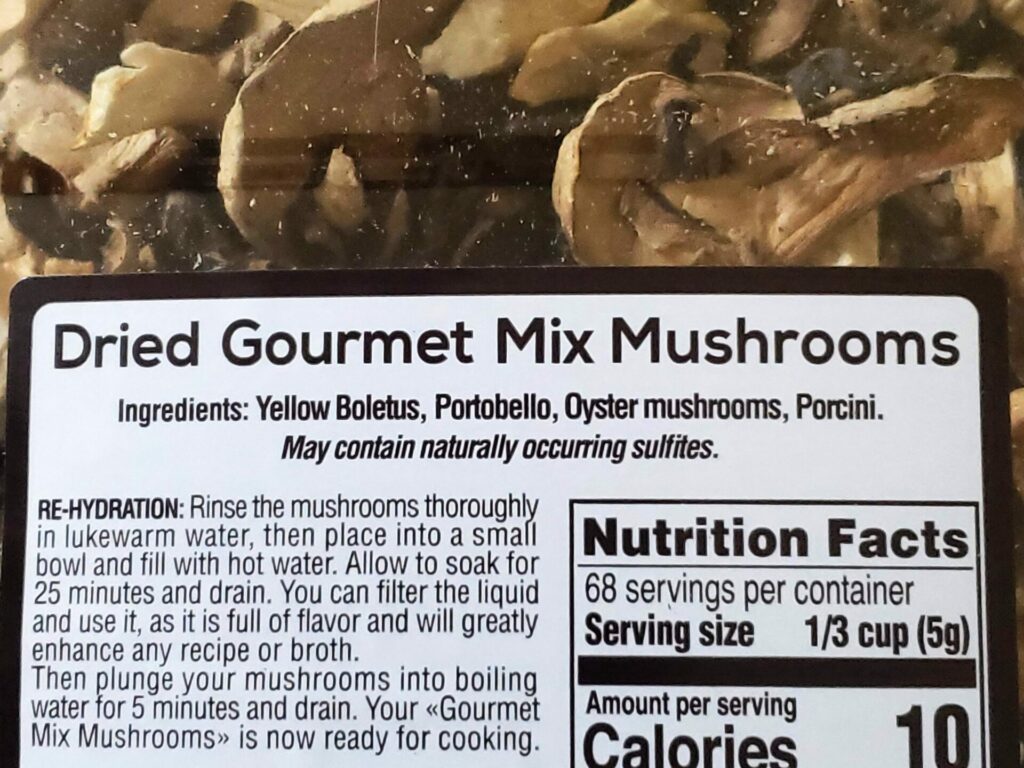 Dried Gourmet Mix Mushrooms
Ingredients: Yellow Boletus, Portobello, Oyster mushrooms, Porcini.
May contain naturally occurring sulfites.
RE-HYDRATION: Rinse the mushrooms thoroughly
in lukewarm water, then place into a small
bowl and fill with hot water. Allow to soak for
25 minutes and drain. You can filter the liquid
and use it, as it is full of flavor and will greatly
enhance any recipe or broth.
Then plunge your mushrooms into boiling
water for 5 minutes and drain. Your «Gourmet
Mix Mushrooms» is now ready for cooking.
Nutrition Facts
68 servings per container
Serving size 1/3 cup (5g)
Amount per serving
Calories 10